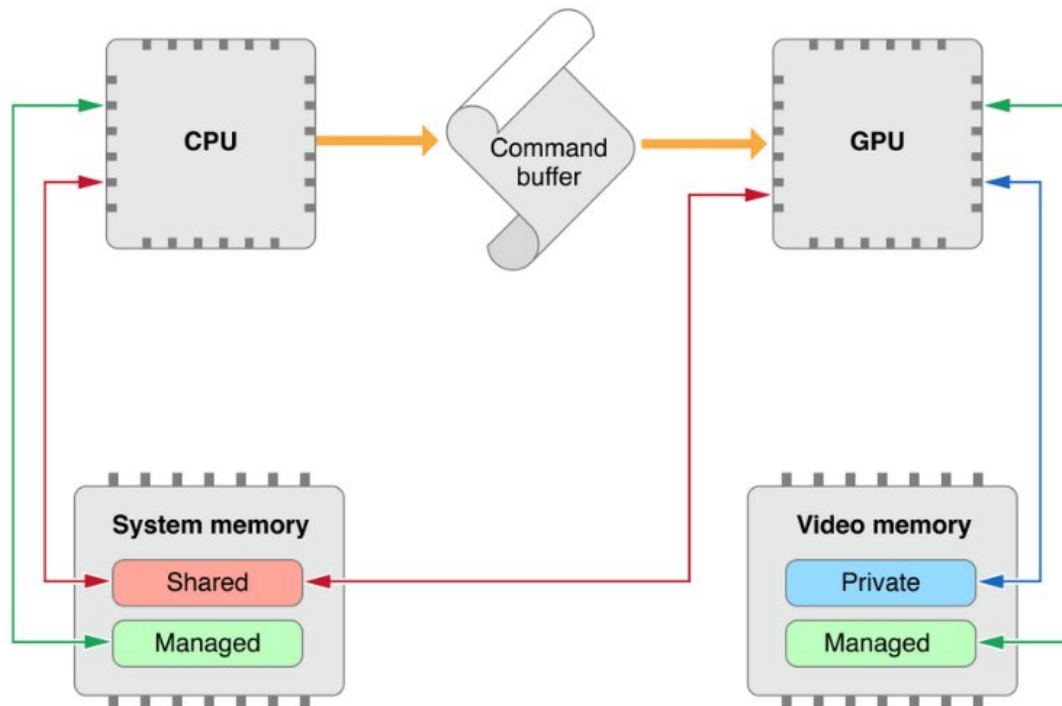 CPU
Command
buffer
GPU
System memory
Shared
Managed
Video memory
Private
Managed